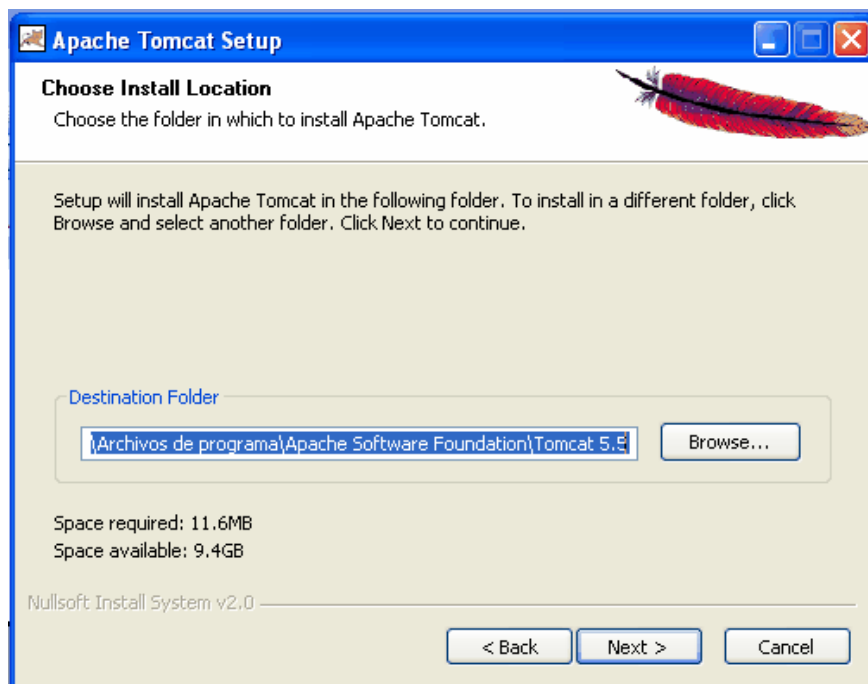 Apache Tomcat Setup
Choose Install Location
Choose the folder in which to install Apache Tomcat.
Setup will install Apache Tomcat in the following folder. To install in a different folder, click
Browse and select another folder. Click Next to continue.
Destination Folder
\Archivos de programa\Apache Software Foundation\Tomcat 5.5
Browse...
Space required: 11.6MB
Space available: 9.4GB
Nullsoft Install System v2.0
< Back
Next >
Cancel